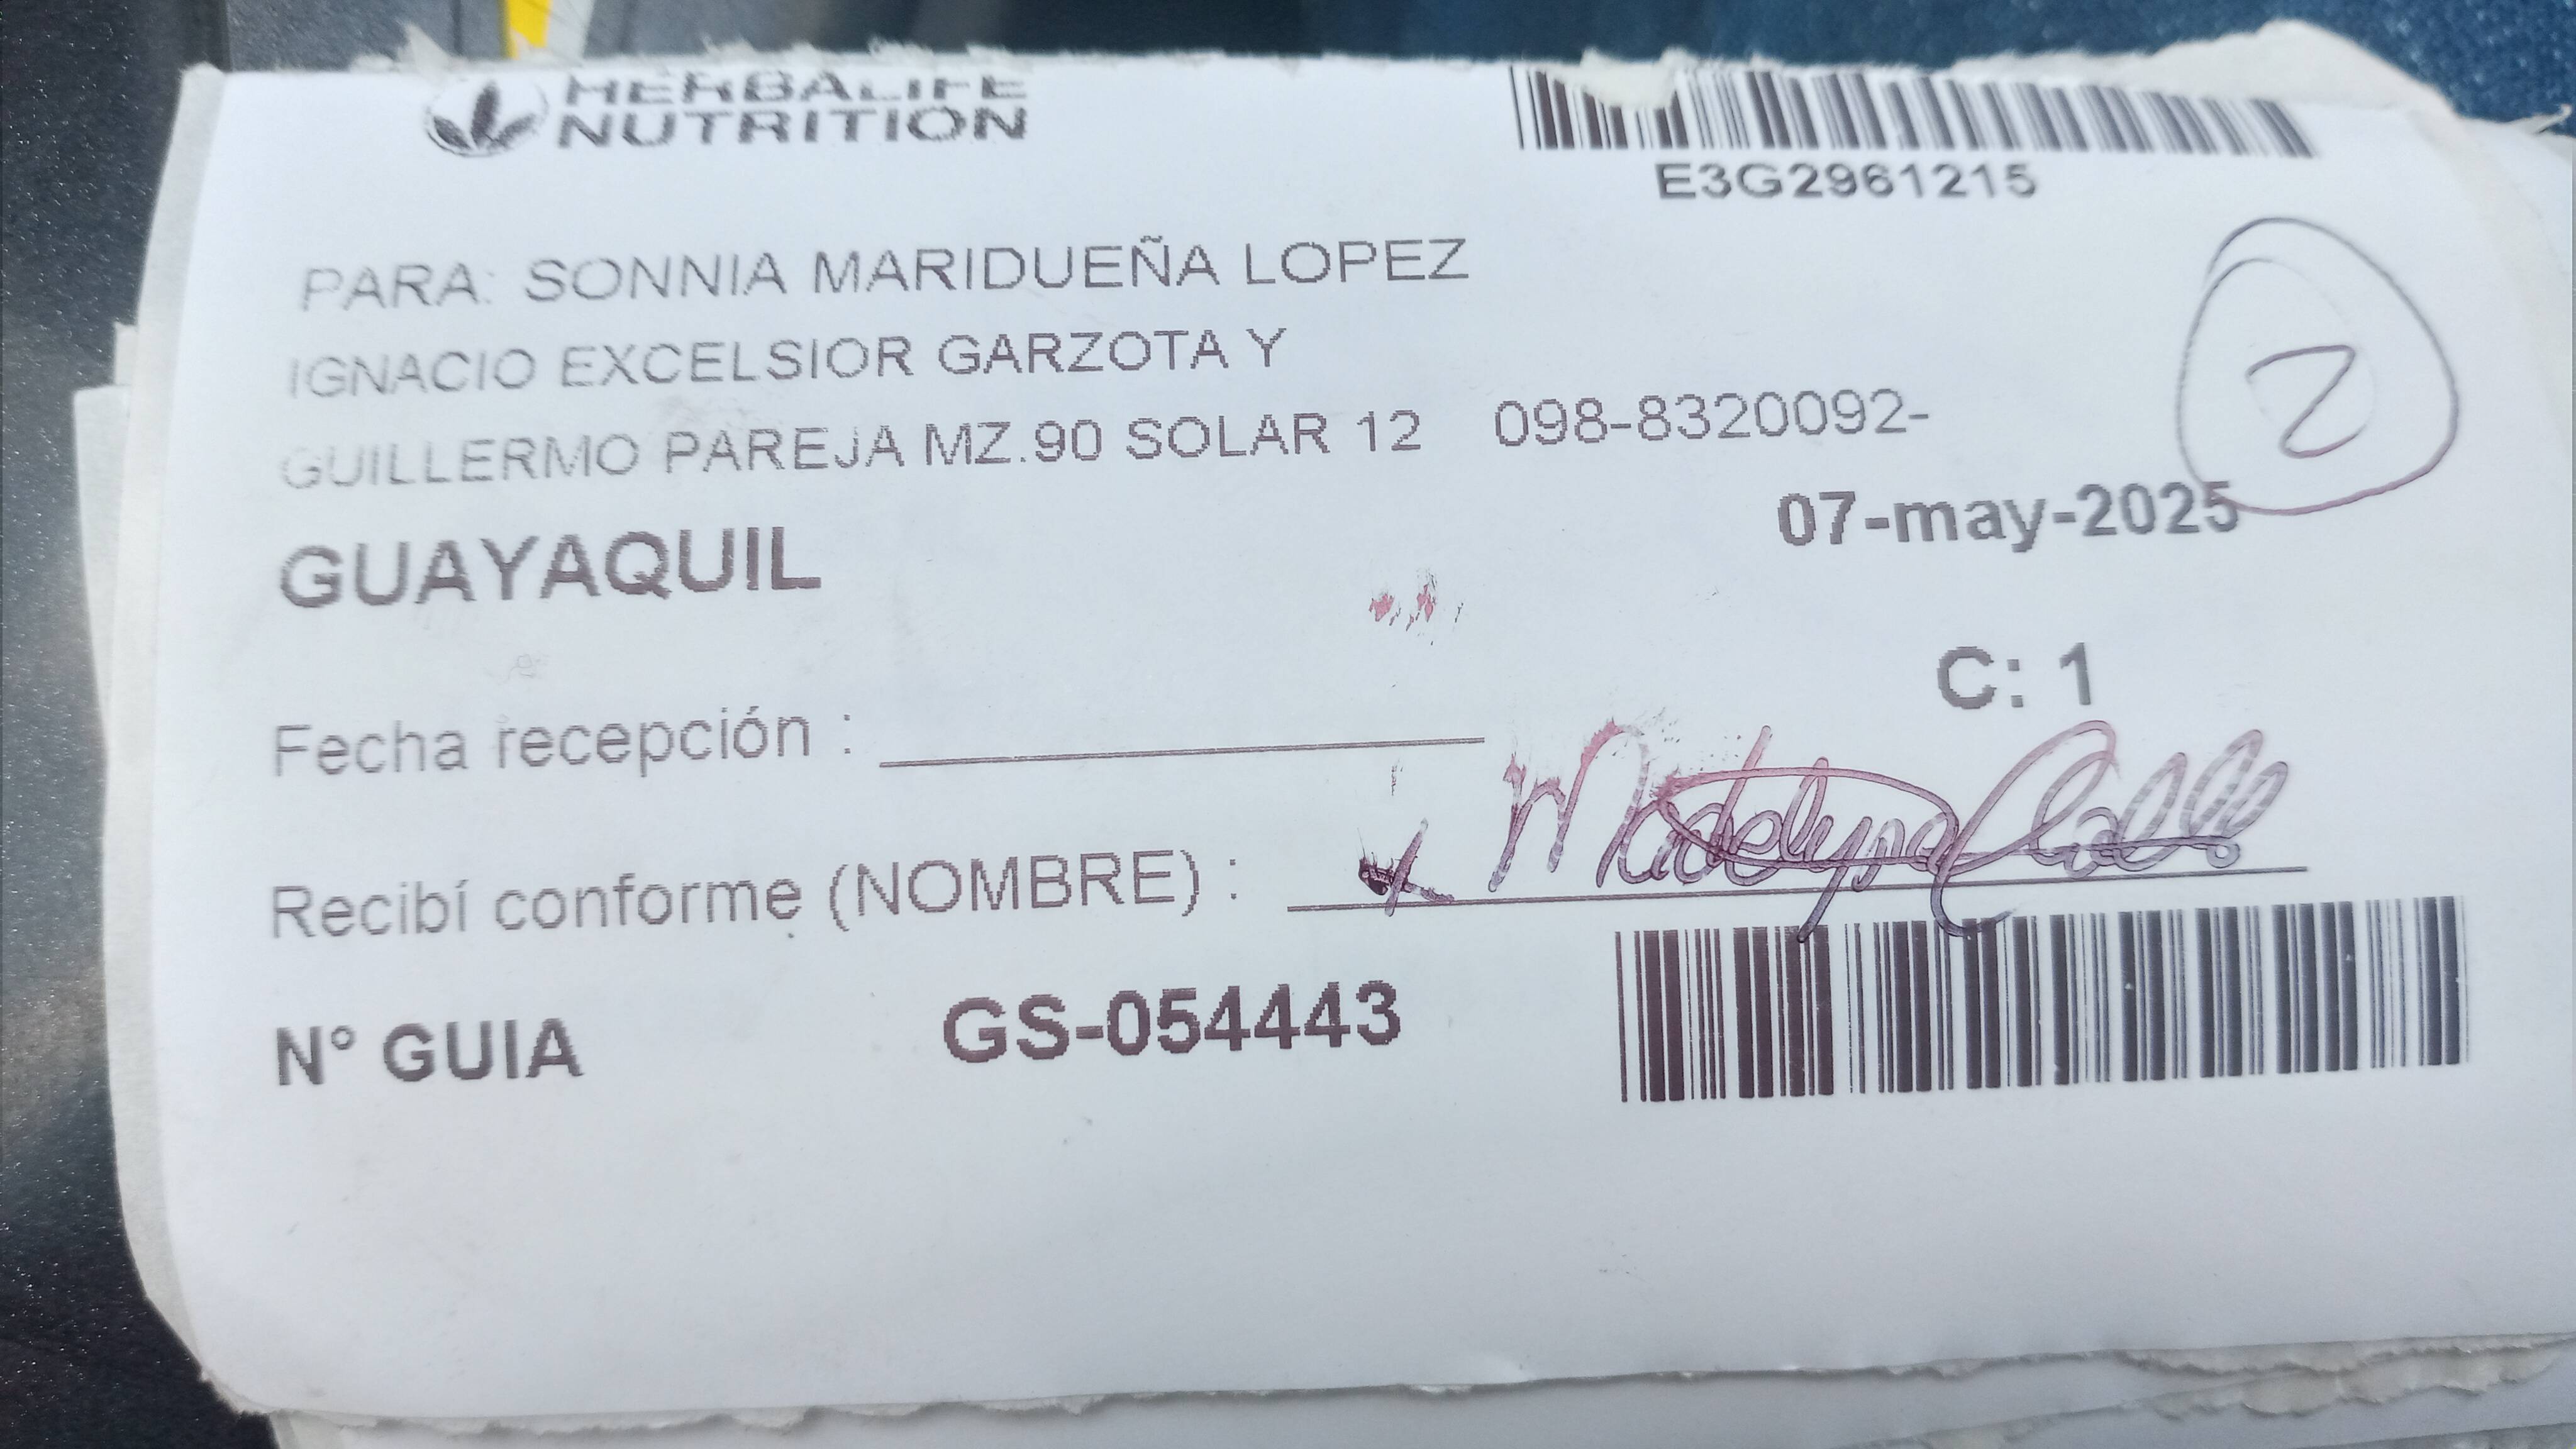 HERBALIFE
NUTRITION
E3G2961215
PARA: SONNIA MARIDUEÑA LOPEZ
IGNACIO EXCELSIOR GARZOTA Y
GUILLERMO PAREJA MZ.90 SOLAR 12 098-8320092-
2
07-may-2025
GUAYAQUIL
C: 1
Fecha recepción :
Recibí conforme (NOMBRE) : x
N° GUIA GS-054443